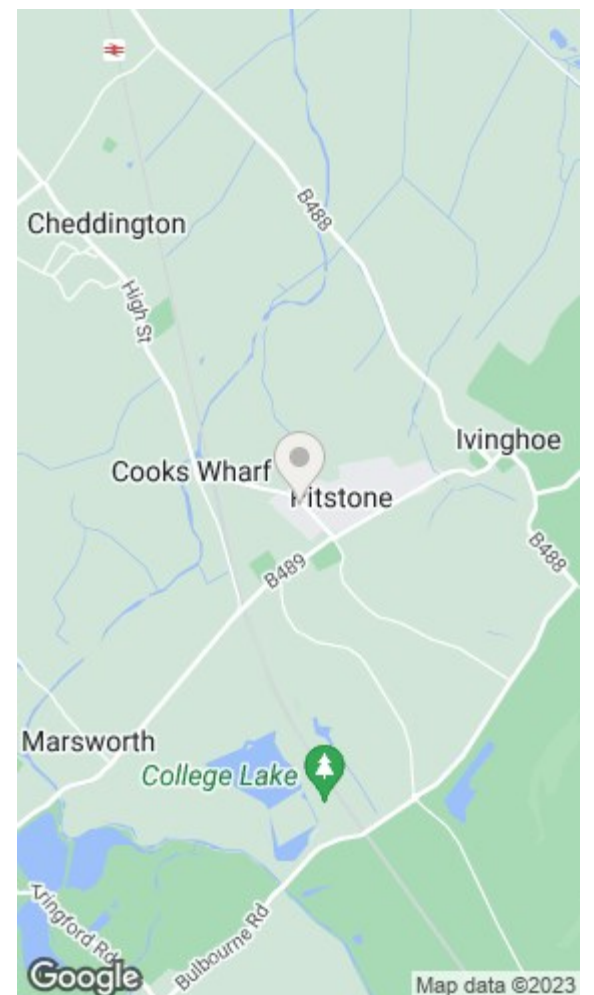 B488
Cheddington
High St
Ivinghoe
Cooks Wharf
Pitstone
B488
B489
Marsworth
College Lake
Tringford Rd
Bulbourne Rd
Google
Map data ©2023